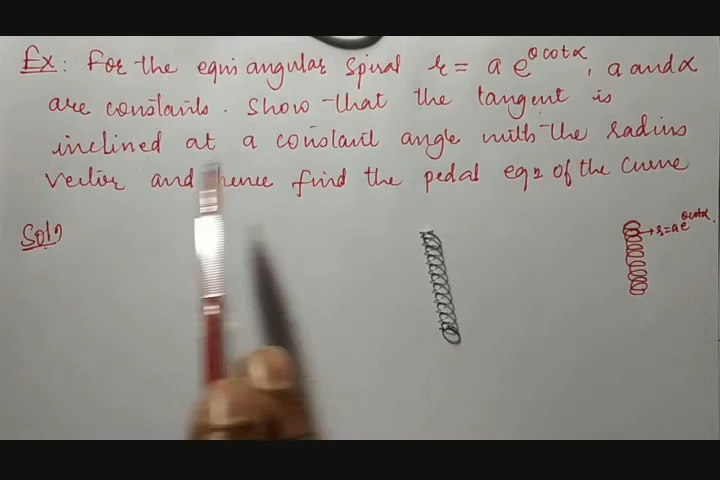 Ex: For the equiangular spiral r = a e^θcotα, a and α
are constants. Show that the tangent is
inclined at a constant angle with the radius
vector and hence find the pedal eqn of the curve
Soln
r=ae^θcotα.